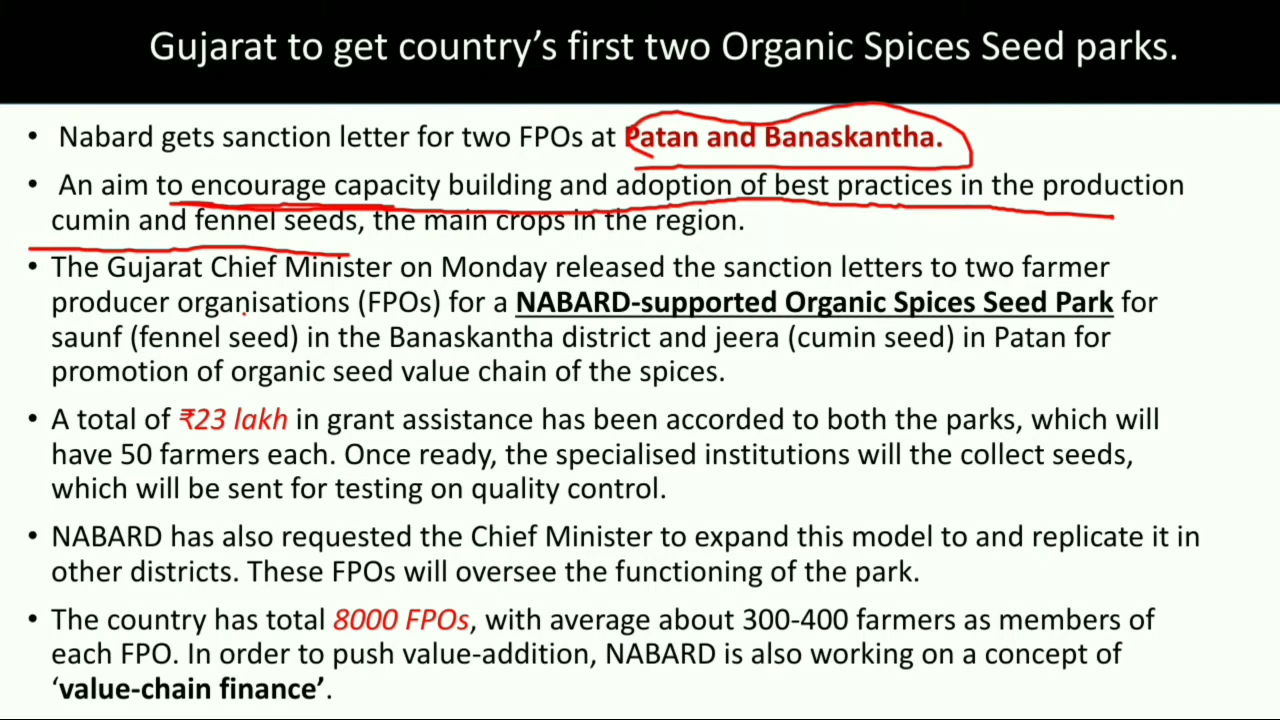 Gujarat to get country's first two Organic Spices Seed parks.
• Nabard gets sanction letter for two FPOs at Patan and Banaskantha.
• An aim to encourage capacity building and adoption of best practices in the production
cumin and fennel seeds, the main crops in the region.
• The Gujarat Chief Minister on Monday released the sanction letters to two farmer
producer organisations (FPOs) for a NABARD-supported Organic Spices Seed Park for
saunf (fennel seed) in the Banaskantha district and jeera (cumin seed) in Patan for
promotion of organic seed value chain of the spices.
• A total of ₹23 lakh in grant assistance has been accorded to both the parks, which will
have 50 farmers each. Once ready, the specialised institutions will the collect seeds,
which will be sent for testing on quality control.
• NABARD has also requested the Chief Minister to expand this model to and replicate it in
other districts. These FPOs will oversee the functioning of the park.
• The country has total 8000 FPOs, with average about 300-400 farmers as members of
each FPO. In order to push value-addition, NABARD is also working on a concept of
‘value-chain finance’.